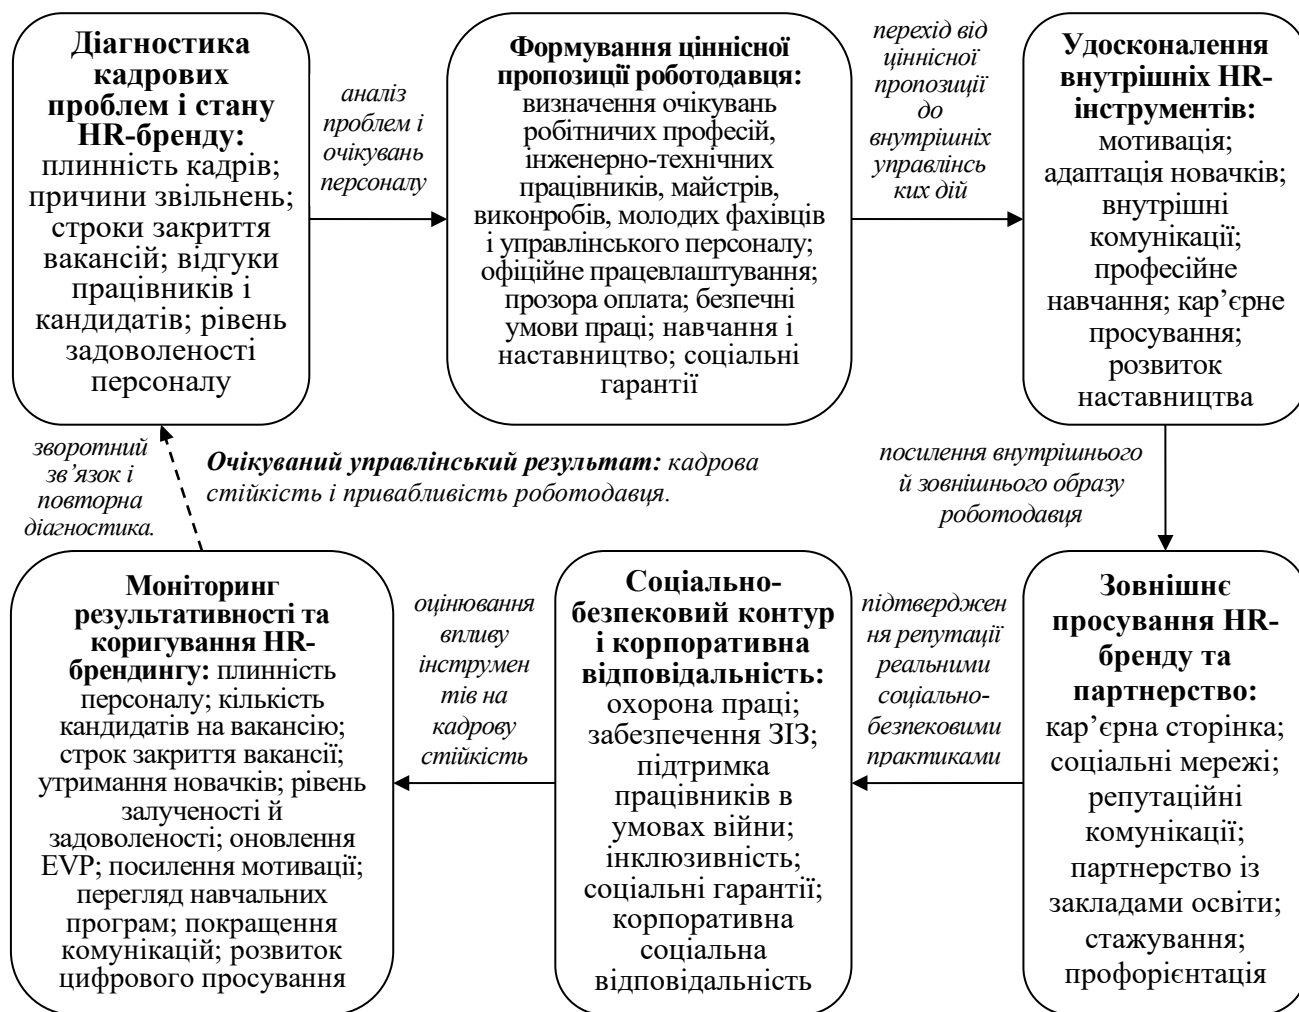 Діагностика
кадрових
проблем і стану
HR-бренду:
плинність кадрів;
причини звільнень;
строки закриття
вакансій; відгуки
працівників і
кандидатів; рівень
задоволеності
персоналу
аналіз
проблем і
очікувань
персоналу
Формування ціннісної
пропозиції роботодавця:
визначення очікувань
робітничих професій,
інженерно-технічних
працівників, майстрів,
виконробів, молодих фахівців
і управлінського персоналу;
офіційне працевлаштування;
прозора оплата; безпечні
умови праці; навчання і
наставництво; соціальні
гарантії
перехід від
ціннісної
пропозиції
до
внутрішніх
управлінсь
ких дій
Удосконалення
внутрішніх HR-
інструментів:
мотивація;
адаптація новачків;
внутрішні
комунікації;
професійне
навчання; кар’єрне
просування;
розвиток
наставництва
зворотний
зв’язок і
повторна
діагностика.
Очікуваний управлінський результат: кадрова
стійкість і привабливість роботодавця.
посилення внутрішнього
й зовнішнього образу
роботодавця
Моніторинг
результативності та
коригування HR-
брендингу: плинність
персоналу; кількість
кандидатів на вакансію;
строк закриття вакансії;
утримання новачків; рівень
залученості й
задоволеності; оновлення
EVP; посилення мотивації;
перегляд навчальних
програм; покращення
комунікацій; розвиток
цифрового просування
оцінювання
впливу
інструмен
тів на
кадрову
стійкість
Соціально-
безпековий контур
і корпоративна
відповідальність:
охорона праці;
забезпечення ЗІЗ;
підтримка
працівників в
умовах війни;
інклюзивність;
соціальні гарантії;
корпоративна
соціальна
відповідальність
підтверджен
ня репутації
реальними
соціально-
безпековими
практиками
Зовнішнє
просування HR-
бренду та
партнерство:
кар’єрна сторінка;
соціальні мережі;
репутаційні
комунікації;
партнерство із
закладами освіти;
стажування;
профорієнтація